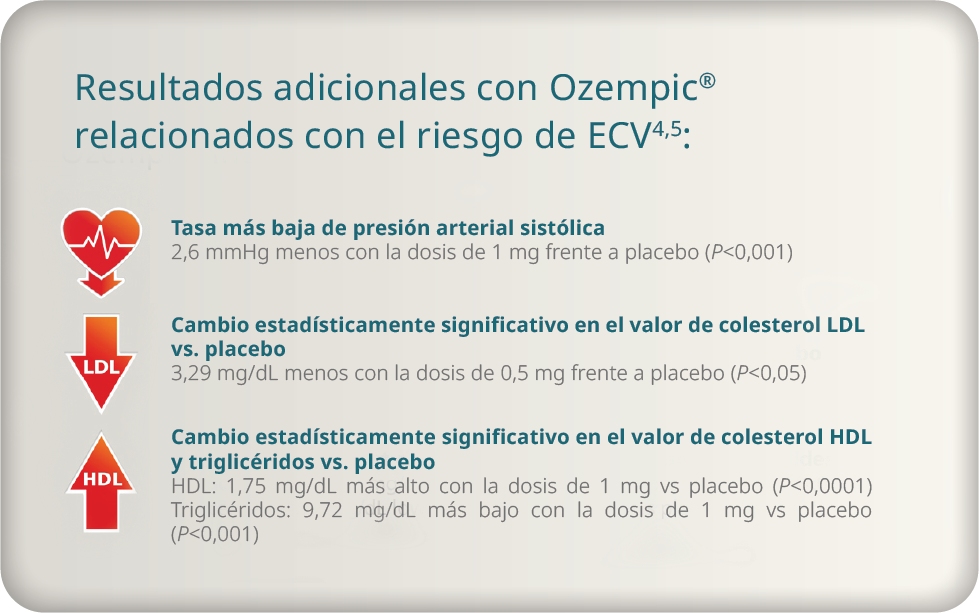 Resultados adicionales con Ozempic®
relacionados con el riesgo de ECV4,5:
Tasa más baja de presión arterial sistólica
2,6 mmHg menos con la dosis de 1 mg frente a placebo (P<0,001)
Cambio estadísticamente significativo en el valor de colesterol LDL
vs. placebo
LDL
3,29 mg/dL menos con la dosis de 0,5 mg frente a placebo (P<0,05)
Cambio estadísticamente significativo en el valor de colesterol HDL
y triglicéridos vs. placebo
HDL
HDL: 1,75 mg/dL más alto con la dosis de 1 mg vs placebo (P<0,0001)
Triglicéridos: 9,72 mg/dL más bajo con la dosis de 1 mg vs placebo
(P<0,001)